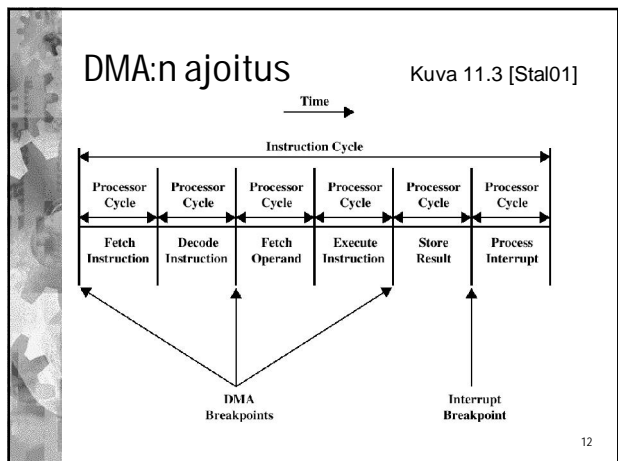 DMA:n ajoitus
Kuva 11.3 [Stal01]
Time
Instruction Cycle
Processor Cycle
Processor Cycle
Processor Cycle
Processor Cycle
Processor Cycle
Processor Cycle
Fetch Instruction
Decode Instruction
Fetch Operand
Execute Instruction
Store Result
Process Interrupt
DMA Breakpoints
Interrupt Breakpoint
12